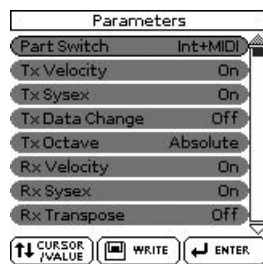 Parameters
Part Switch Int+MIDI
Tx Velocity On
Tx Sysex On
Tx Data Change Off
Tx Octave Absolute
Rx Velocity On
Rx Sysex On
Rx Transpose Off
CURSOR
/VALUE WRITE ENTER